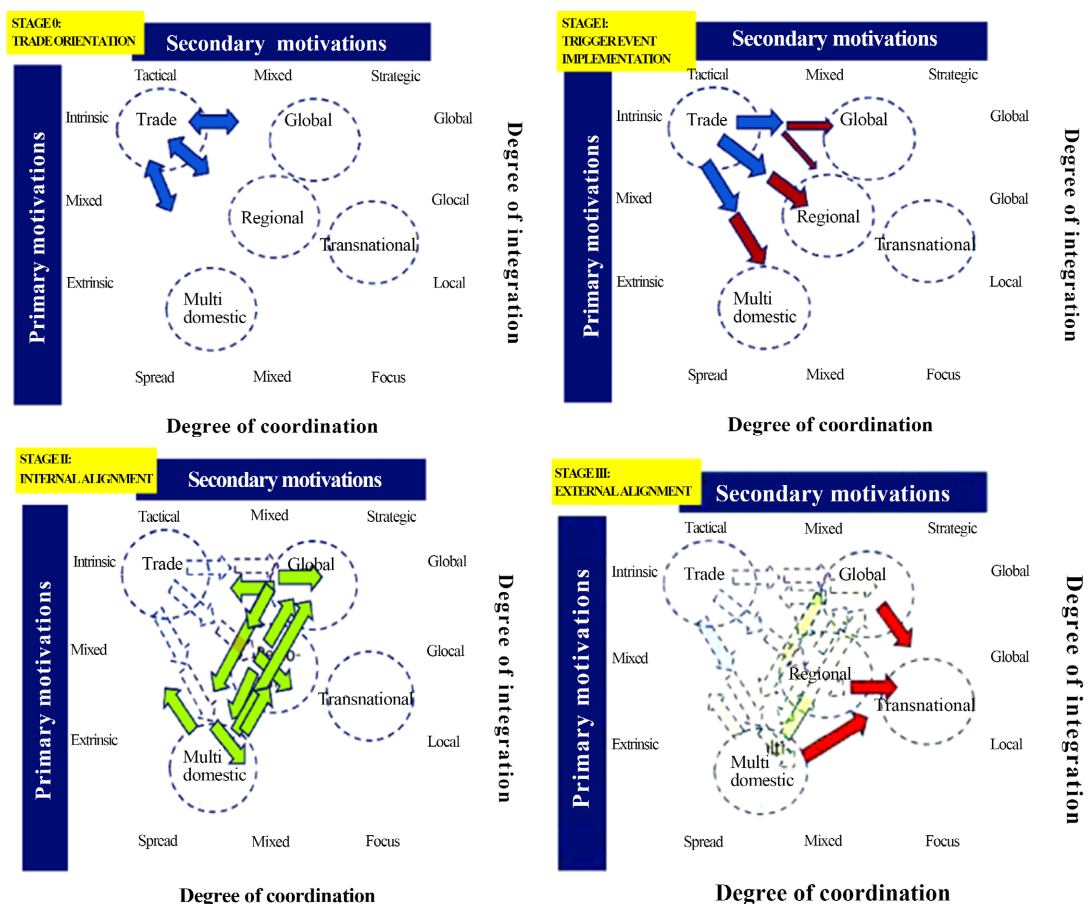 STAGE 0:
TRADE ORIENTATION
Secondary motivations
Tactical
Mixed
Strategic
Primary motivations
Intrinsic
Mixed
Extrinsic
Trade
Global
Regional
Transnational
Multi
domestic
Global
Glocal
Local
Degree of integration
Spread
Mixed
Focus
Degree of coordination
STAGE I:
TRIGGER EVENT
IMPLEMENTATION
Secondary motivations
Tactical
Mixed
Strategic
Primary motivations
Intrinsic
Mixed
Extrinsic
Trade
Global
Regional
Transnational
Multi
domestic
Global
Global
Local
Degree of integration
Spread
Mixed
Focus
Degree of coordination
STAGE II:
INTERNAL ALIGNMENT
Secondary motivations
Tactical
Mixed
Strategic
Primary motivations
Intrinsic
Mixed
Extrinsic
Trade
Global
Transnational
Multi
domestic
Global
Glocal
Local
Degree of integration
Spread
Mixed
Focus
Degree of coordination
STAGE III:
EXTERNAL ALIGNMENT
Secondary motivations
Tactical
Mixed
Strategic
Primary motivations
Intrinsic
Mixed
Extrinsic
Trade
Global
Regional
Transnational
Multi
domestic
Global
Global
Local
Degree of integration
Spread
Mixed
Focus
Degree of coordination